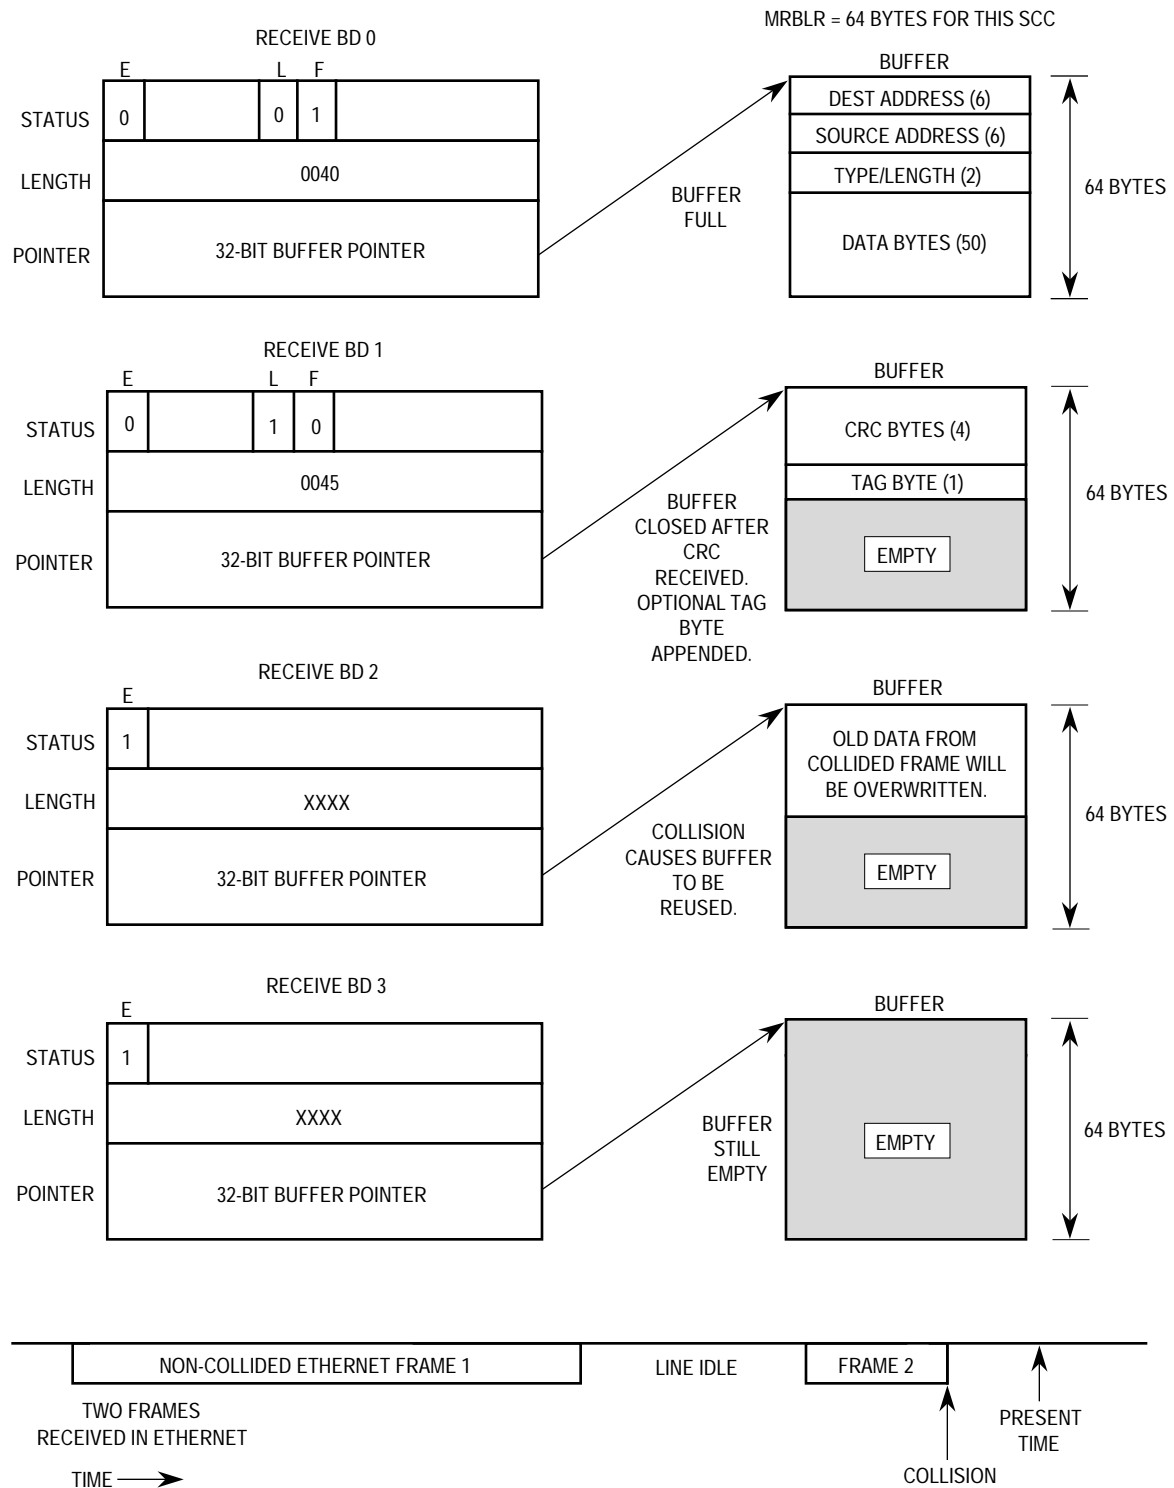 MRBLR = 64 BYTES FOR THIS SCC
RECEIVE BD 0
E L F
STATUS 0 0 1
LENGTH 0040
POINTER 32-BIT BUFFER POINTER
BUFFER
FULL
BUFFER
DEST ADDRESS (6)
SOURCE ADDRESS (6)
TYPE/LENGTH (2)
DATA BYTES (50)
64 BYTES
RECEIVE BD 1
E L F
STATUS 0 1 0
LENGTH 0045
POINTER 32-BIT BUFFER POINTER
BUFFER
CLOSED AFTER
CRC
RECEIVED.
OPTIONAL TAG
BYTE
APPENDED.
BUFFER
CRC BYTES (4)
TAG BYTE (1)
EMPTY
64 BYTES
RECEIVE BD 2
E
STATUS 1
LENGTH XXXX
POINTER 32-BIT BUFFER POINTER
COLLISION
CAUSES BUFFER
TO BE
REUSED.
BUFFER
OLD DATA FROM
COLLIDED FRAME WILL
BE OVERWRITTEN.
EMPTY
64 BYTES
RECEIVE BD 3
E
STATUS 1
LENGTH XXXX
POINTER 32-BIT BUFFER POINTER
BUFFER
STILL
EMPTY
BUFFER
EMPTY
64 BYTES
NON-COLLIDED ETHERNET FRAME 1 LINE IDLE FRAME 2
TWO FRAMES
RECEIVED IN ETHERNET
TIME
COLLISION
PRESENT
TIME